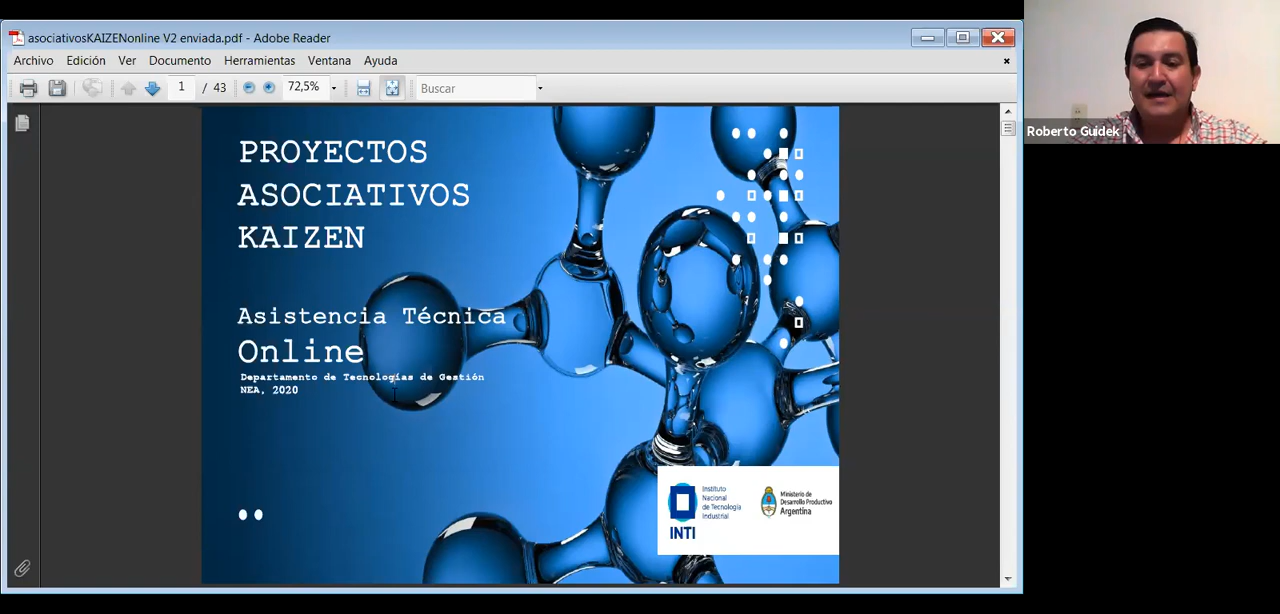 asociativosKAIZENonline V2 enviada.pdf - Adobe Reader
Archivo Edición Ver Documento Herramientas Ventana Ayuda
1 / 43 72,5% Buscar
PROYECTOS
ASOCIATIVOS
KAIZEN
Asistencia Técnica
Online
Departamento de Tecnologías de Gestión
NEA, 2020
Instituto
Nacional
de Tecnología
Industrial
INTI
Ministerio de
Desarrollo Productivo
Argentina
Roberto Guidek